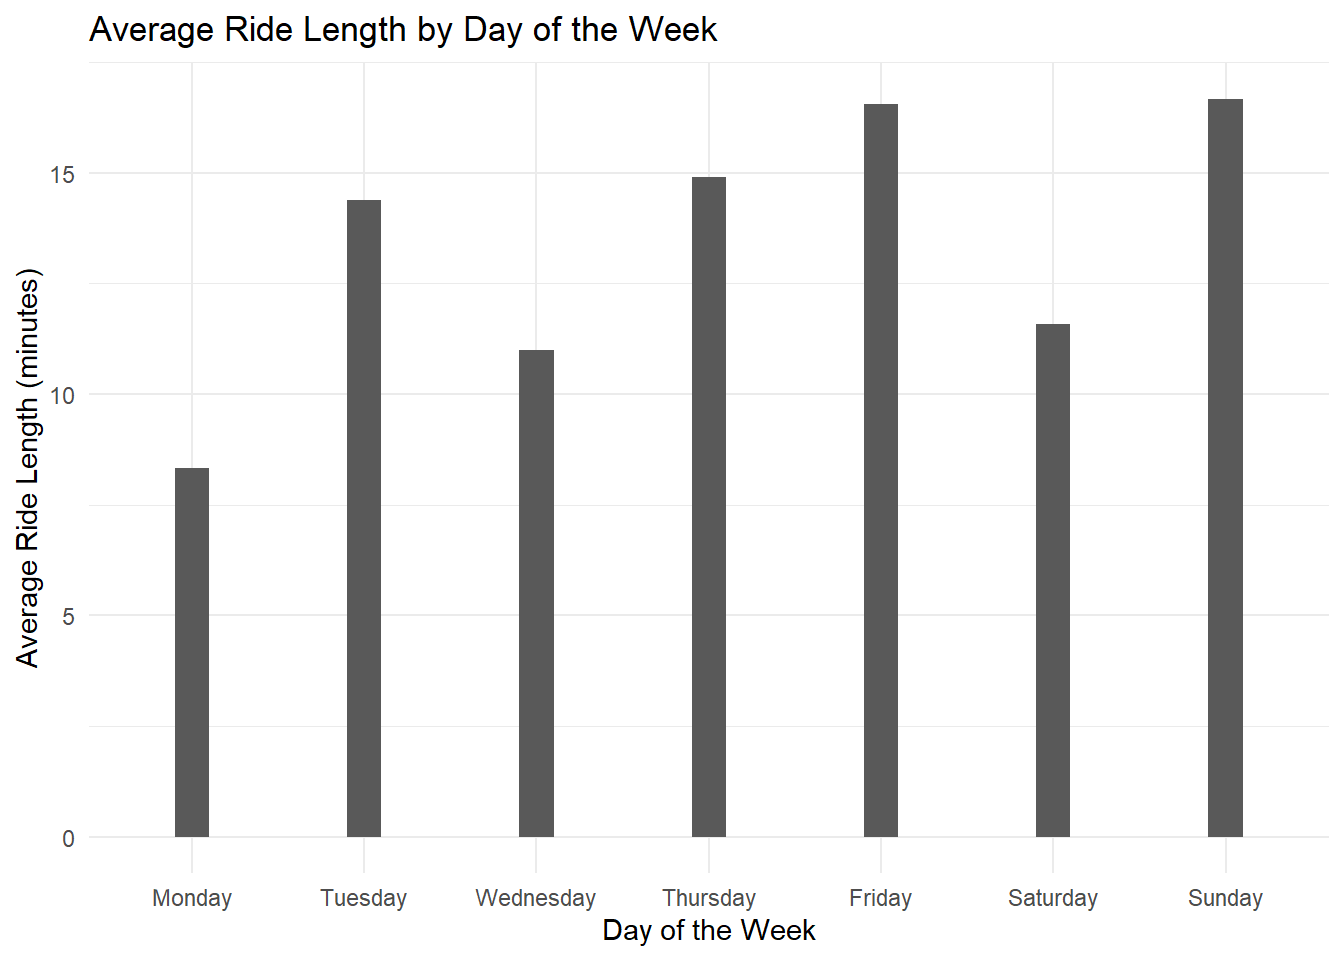 Average Ride Length by Day of the Week
Average Ride Length (minutes)
15
10
5
0
Monday Tuesday Wednesday Thursday Friday Saturday Sunday
Day of the Week